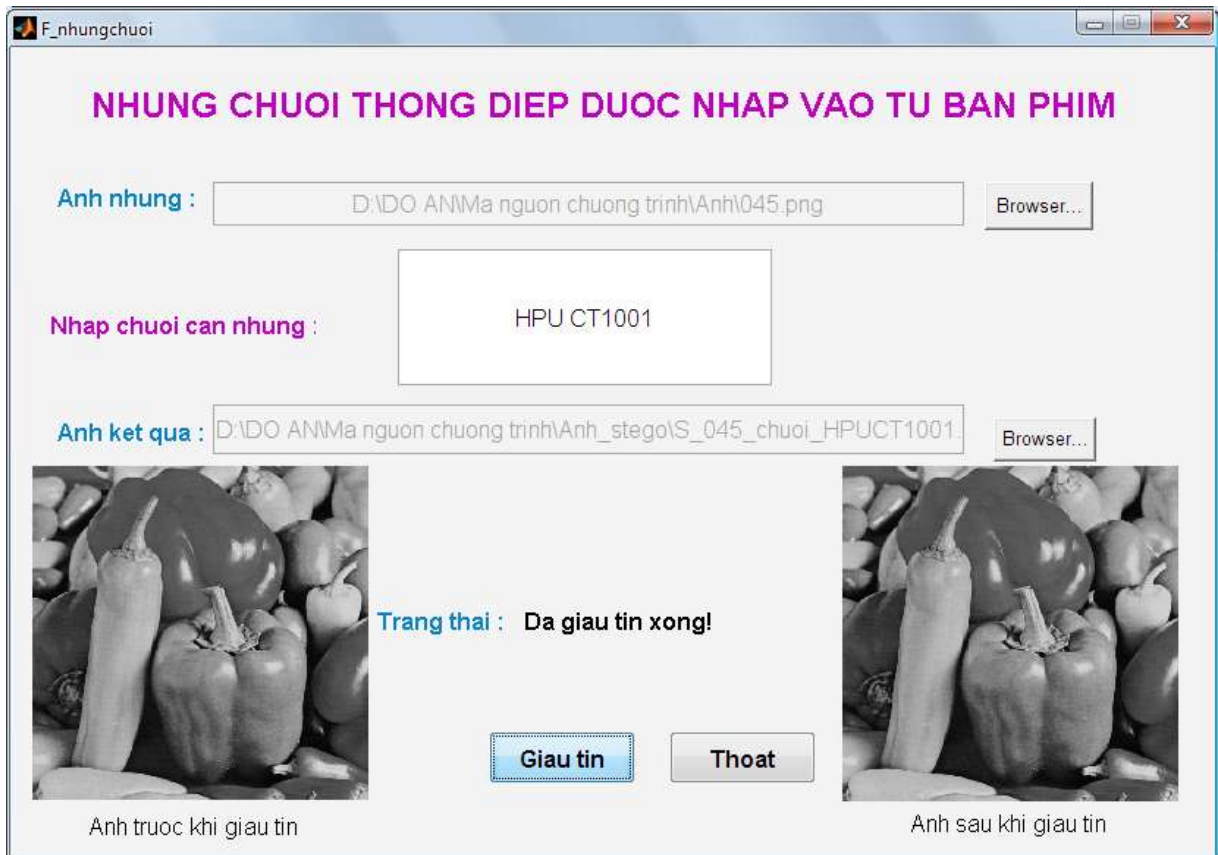 F_nhungchuoi
NHUNG CHUOI THONG DIEP DUOC NHAP VAO TU BAN PHIM
Anh nhung : D:\DO AN\Ma nguon chuong trinh\Anh\045.png Browser...
Nhap chuoi can nhung : HPU CT1001
Anh ket qua : D:\DO AN\Ma nguon chuong trinh\Anh_stego\S_045_chuoi_HPUCT1001. Browser...
Trang thai : Da giau tin xong!
Giau tin Thoat
Anh truoc khi giau tin Anh sau khi giau tin